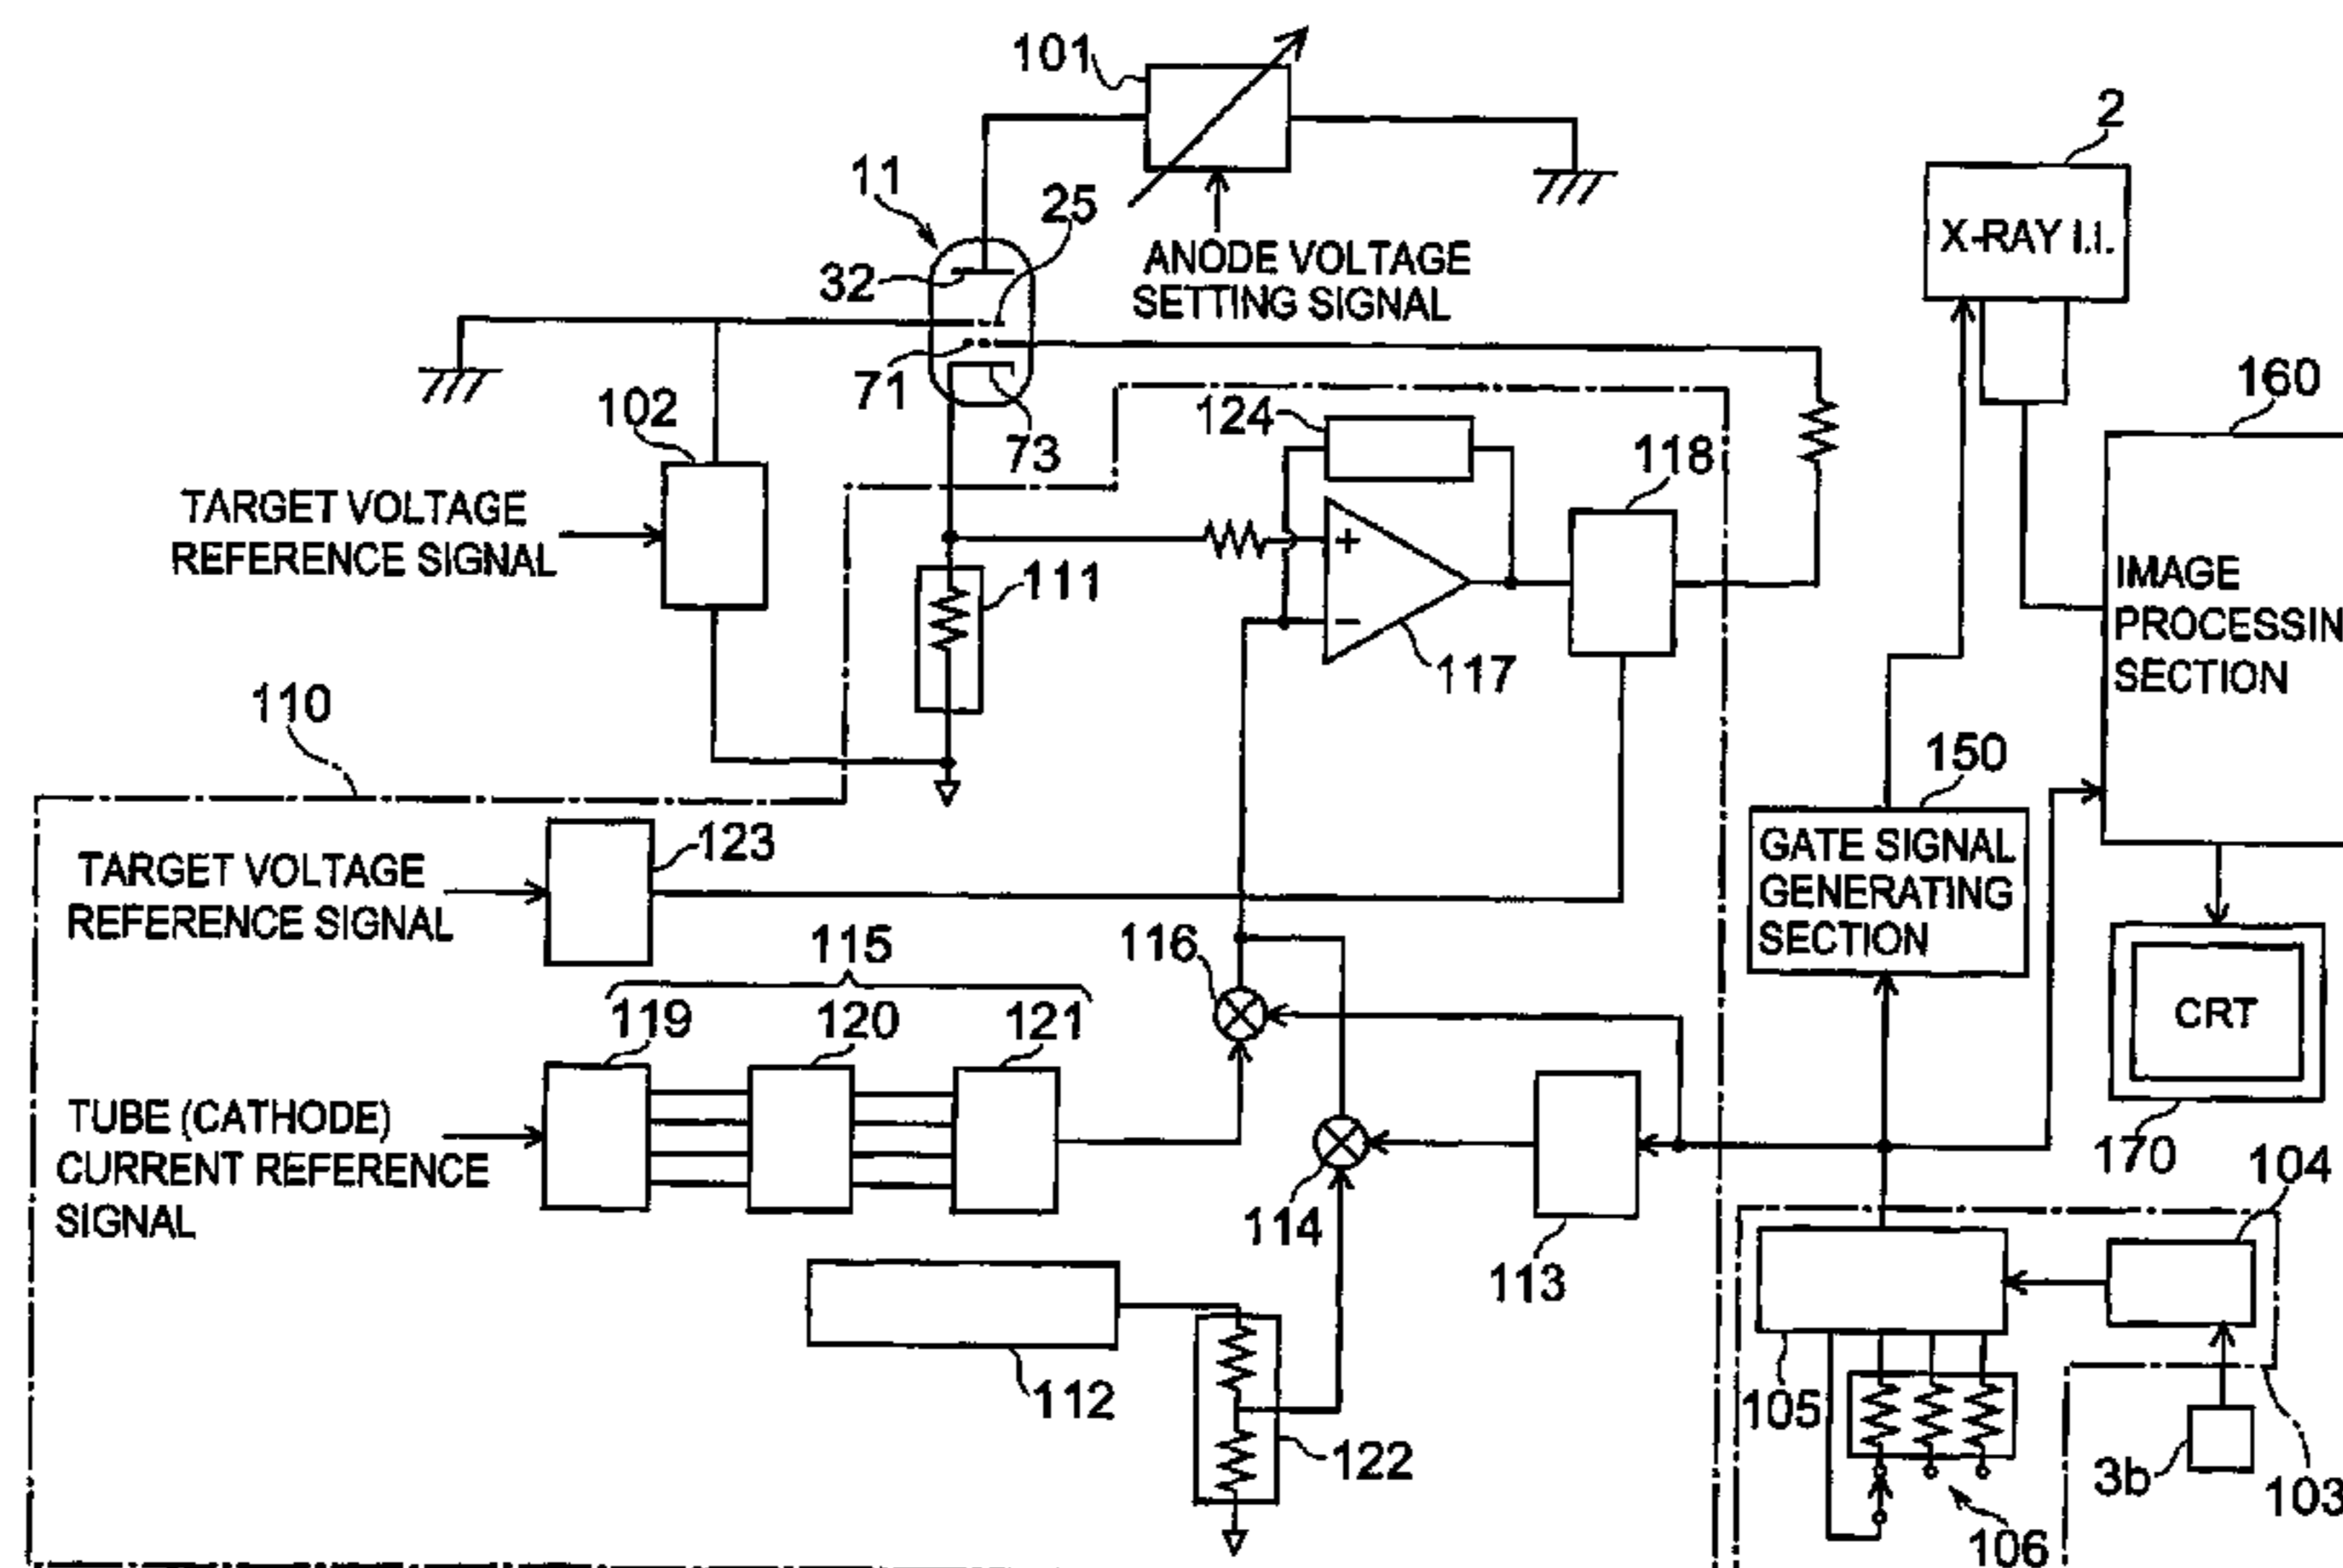 101
2
11
25
X-RAY I.I.
32
ANODE VOLTAGE
SETTING SIGNAL
71
160
102
124
73
118
TARGET VOLTAGE
REFERENCE SIGNAL
+
111
IMAGE
PROCESSIN
SECTION
−
117
110
150
123
TARGET VOLTAGE
REFERENCE SIGNAL
GATE SIGNAL
GENERATING
SECTION
115
116
119
120
121
CRT
TUBE (CATHODE)
CURRENT REFERENCE
SIGNAL
170
104
114
113
112
105
122
3b
103
106